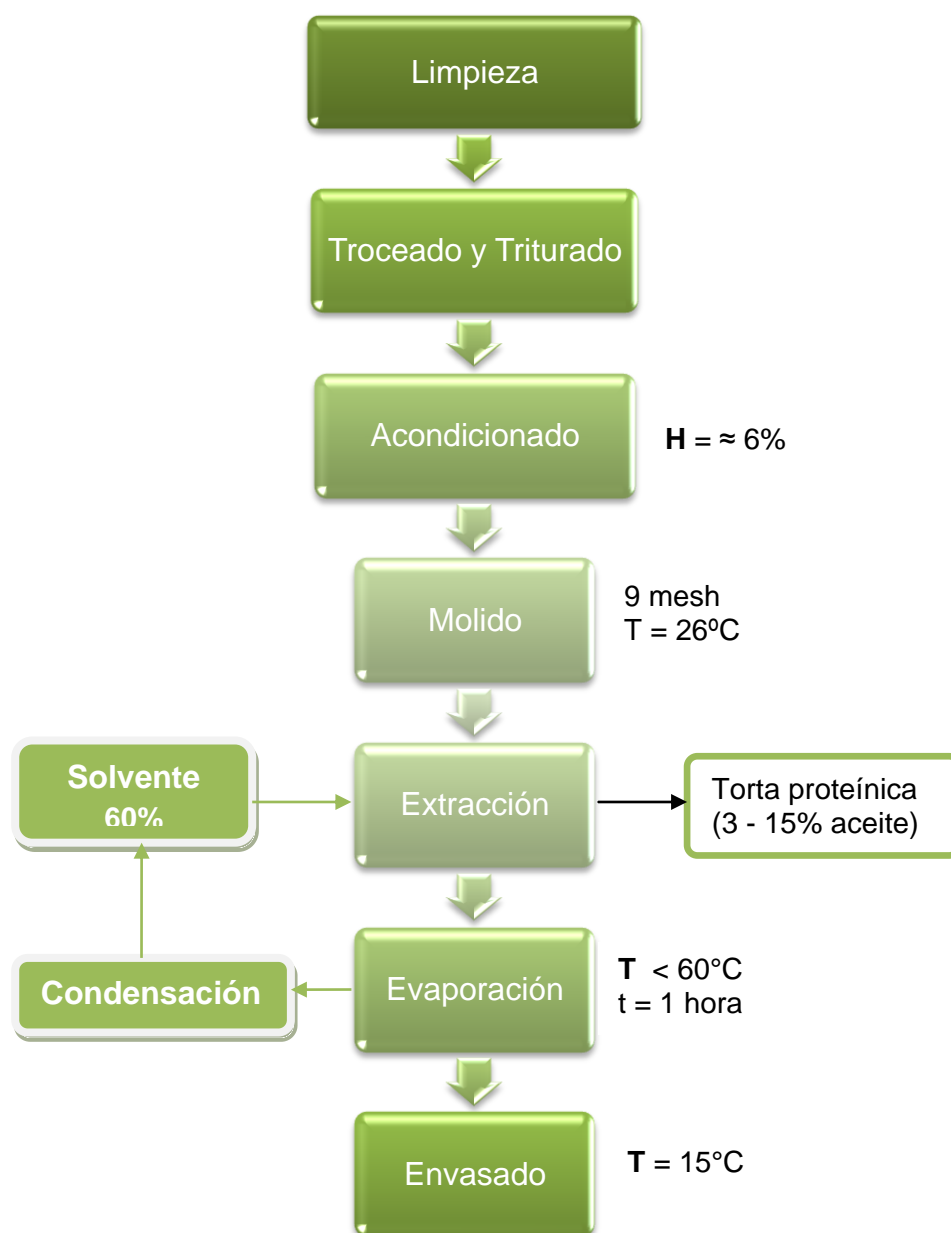 Limpieza
Troceado y Triturado
Acondicionado
H = ≈ 6%
Molido
9 mesh
T = 26ºC
Solvente
60%
Extracción
Torta proteínica
(3 - 15% aceite)
Condensación
Evaporación
T < 60°C
t = 1 hora
Envasado
T = 15°C